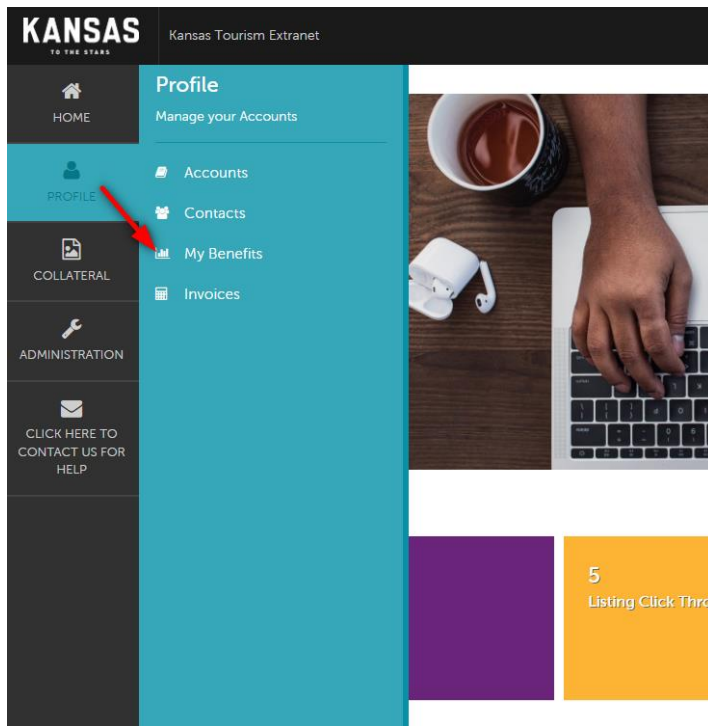 KANSAS
TO THE STARS
Kansas Tourism Extranet
HOME
PROFILE
COLLATERAL
ADMINISTRATION
CLICK HERE TO
CONTACT US FOR
HELP
Profile
Manage your Accounts
Accounts
Contacts
My Benefits
Invoices
5
Listing Click